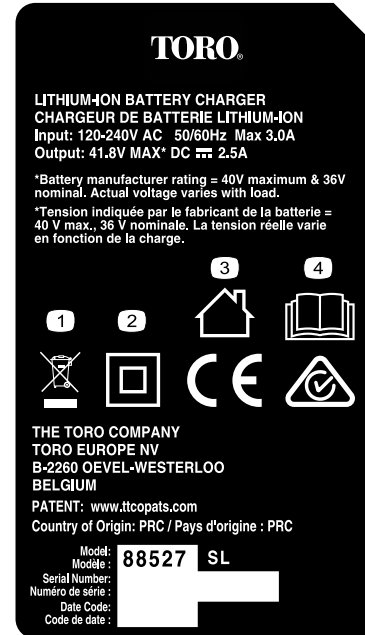 TORO®
LITHIUM-ION BATTERY CHARGER
CHARGEUR DE BATTERIE LITHIUM-ION
Input: 120-240V AC 50/60Hz Max 3.0A
Output: 41.8V MAX* DC ⎓ 2.5A
*Battery manufacturer rating = 40V maximum & 36V
nominal. Actual voltage varies with load.
*Tension indiquée par le fabricant de la batterie =
40 V max., 36 V nominale. La tension réelle varie
en fonction de la charge.
3 4
1 2
CE
THE TORO COMPANY
TORO EUROPE NV
B-2260 OEVEL-WESTERLOO
BELGIUM
PATENT: www.ttcopats.com
Country of Origin: PRC / Pays d'origine : PRC
Model:
Modèle : 88527 SL
Serial Number:
Numéro de série :
Date Code:
Code de date :